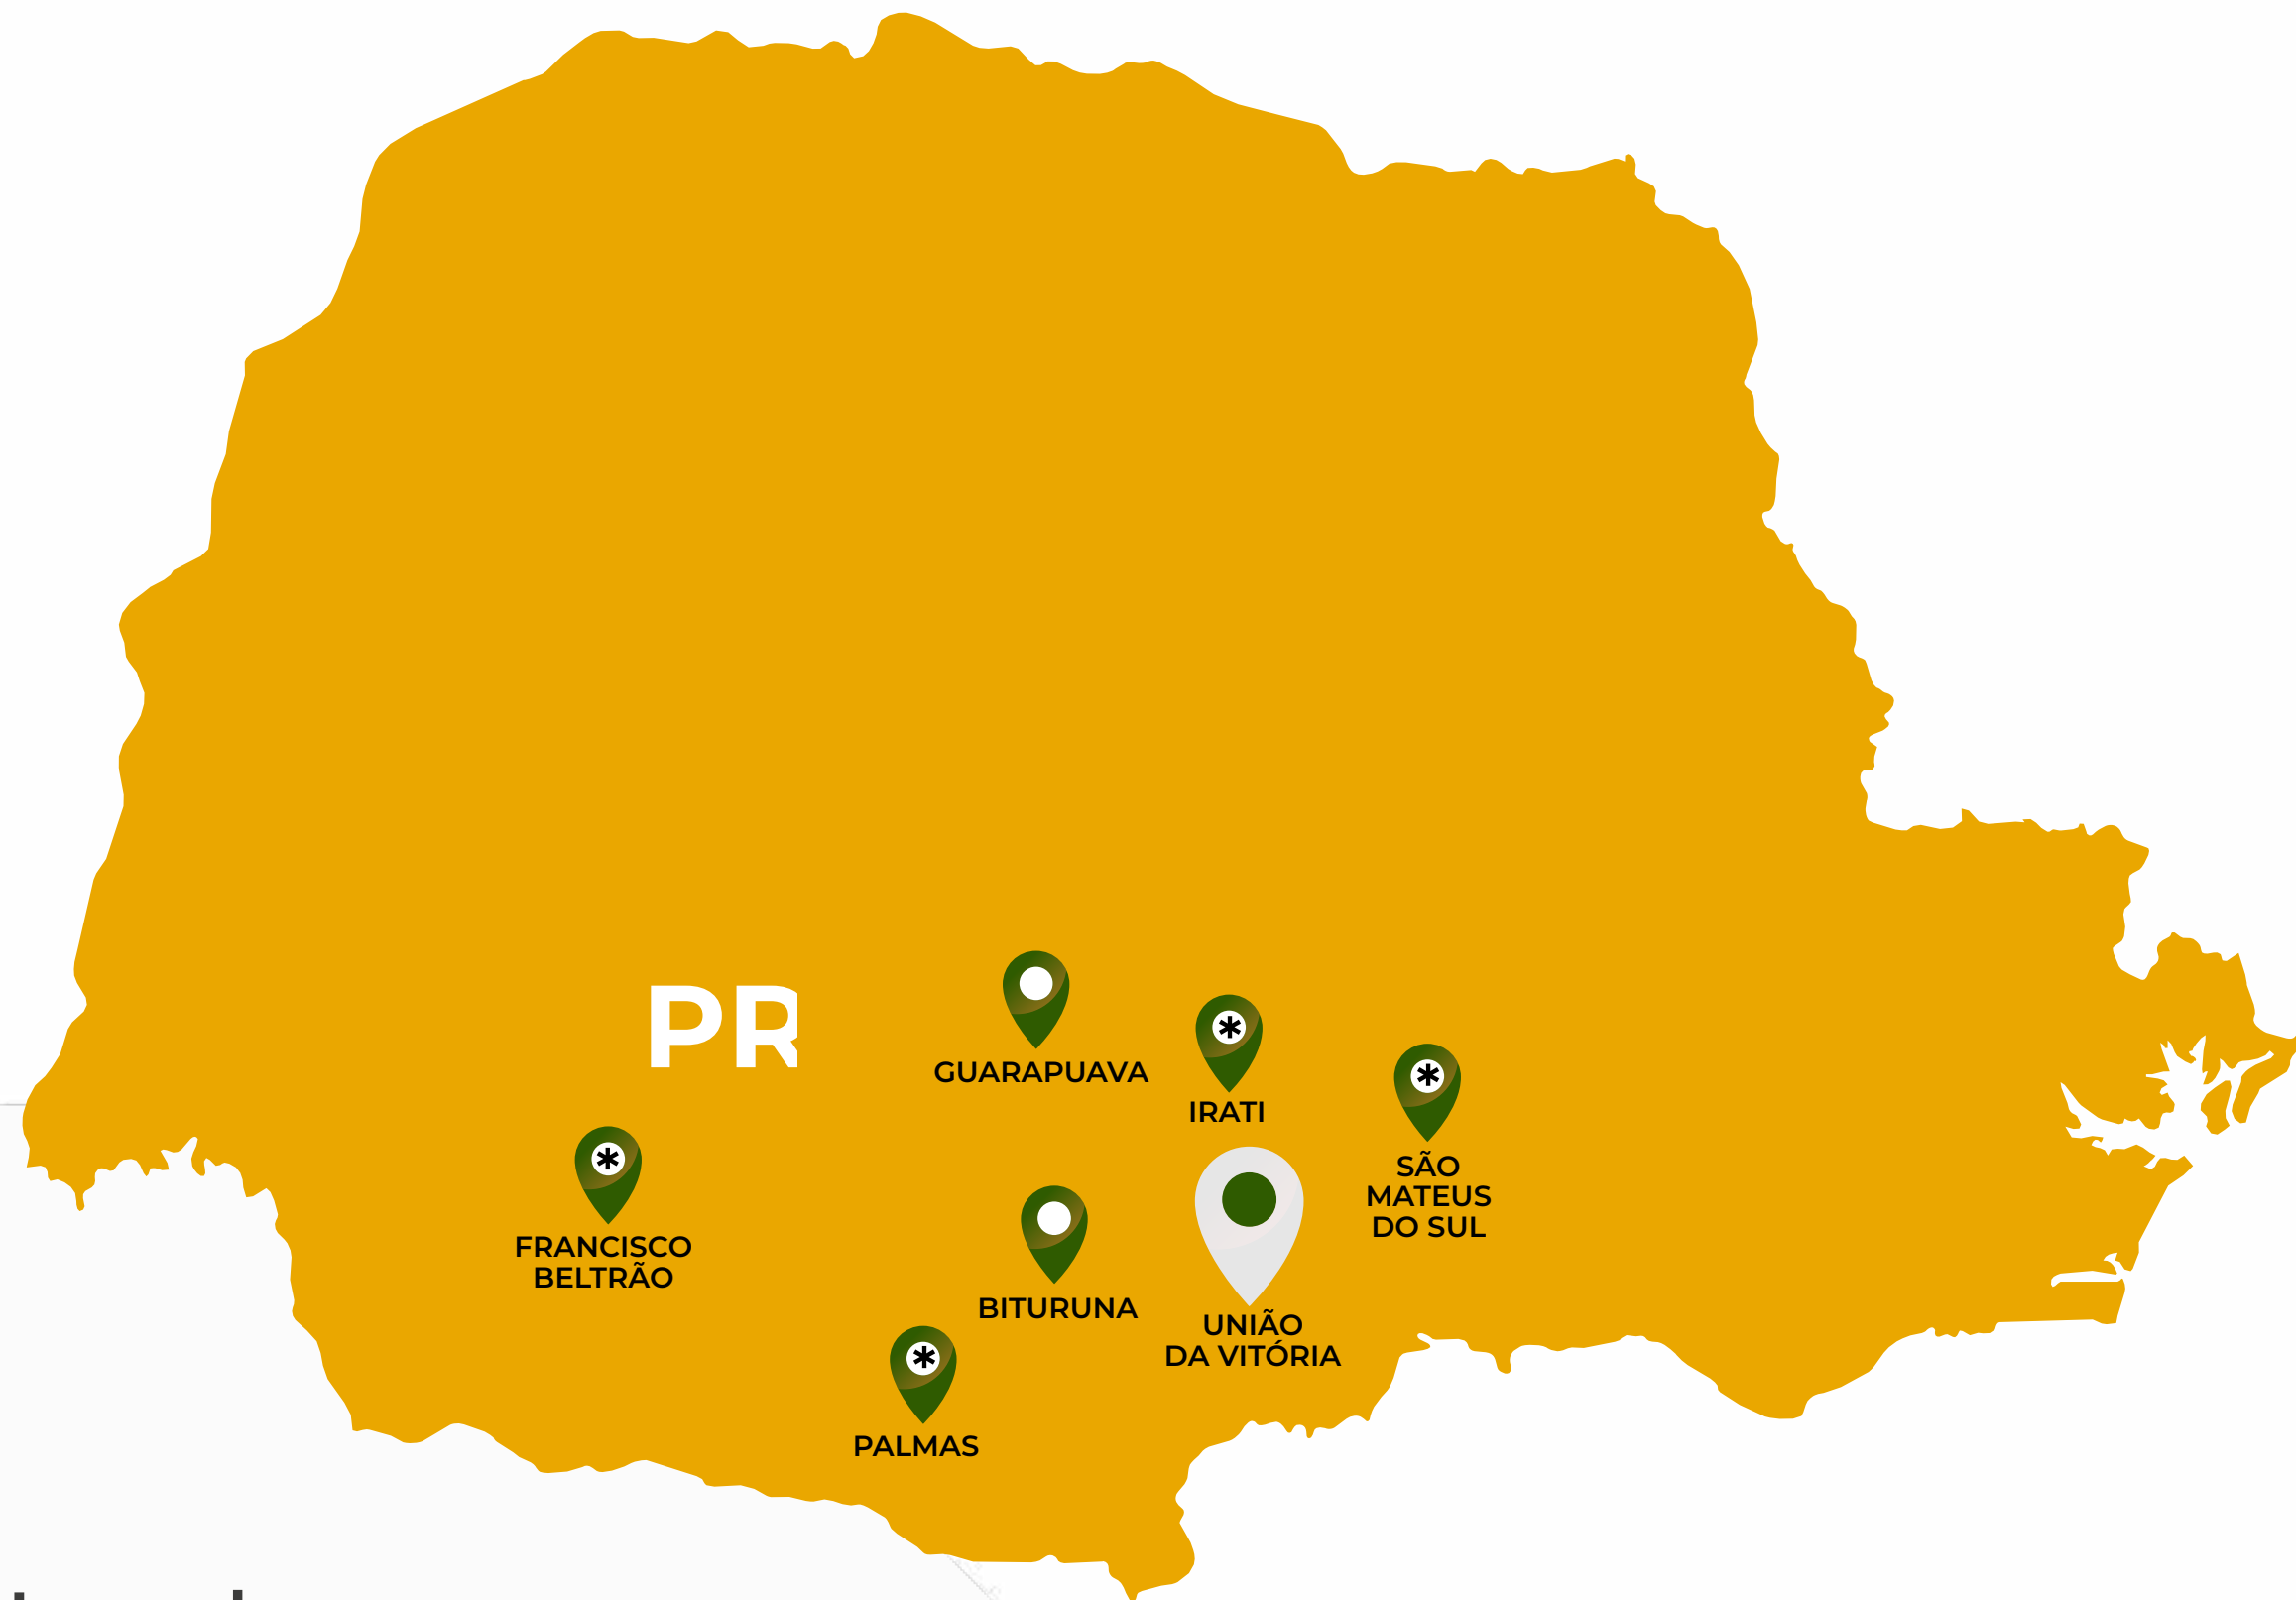 PR
GUARAPUAVA
*
IRATI
*
SÃO
MATEUS
DO SUL
*
FRANCISCO
BELTRÃO
BITURUNA
UNIÃO
DA VITÓRIA
*
PALMAS